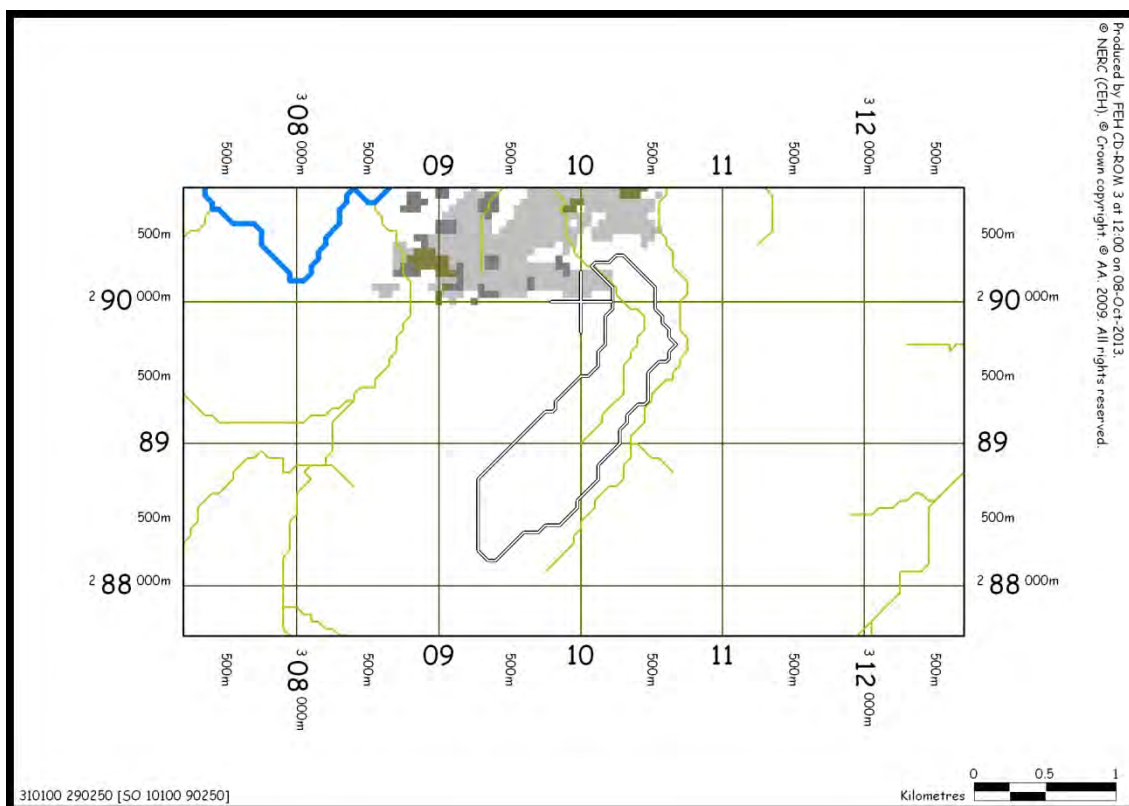 3 08 000m 3 12 000m
500m 500m 09 500m 10 500m 11 500m 500m
500m 500m
2 90 000m 2 90 000m
500m 500m
89 89
500m 500m
2 88 000m 2 88 000m
500m 500m 09 500m 10 500m 11 500m 500m
3 08 000m 3 12 000m
Produced by FEH CD-ROM 3 at 12:00 on 08-Oct-2013.
© NERC (CEH). © Crown copyright. © AA. 2009. All rights reserved.
0 0.5 1
310100 290250 [SO 10100 90250] Kilometres